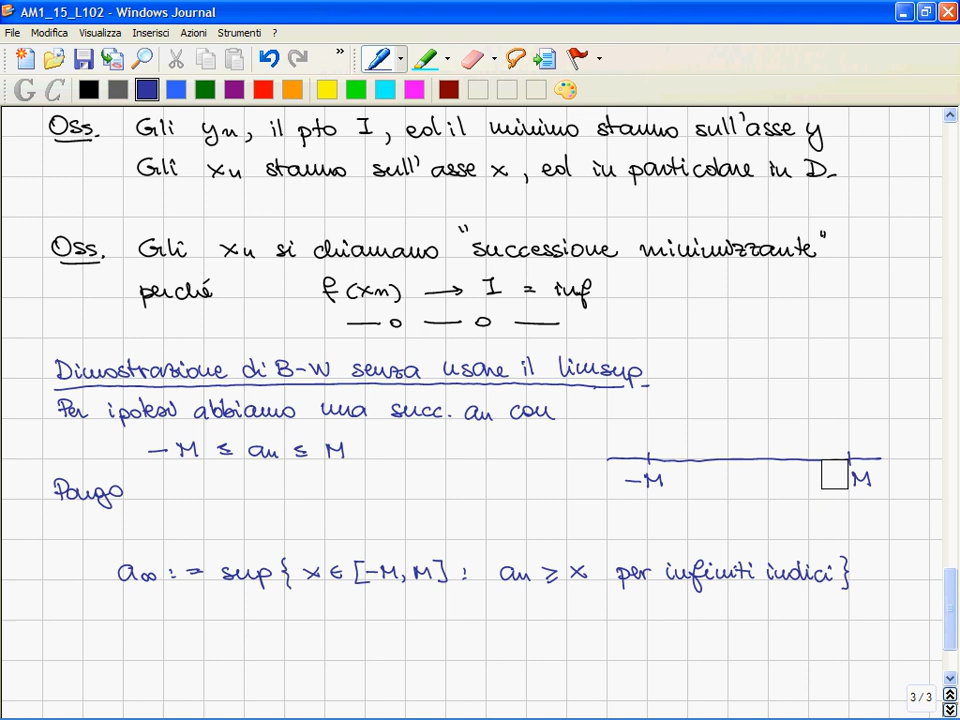 AM1_15_L102 - Windows Journal
File Modifica Visualizza Inserisci Azioni Strumenti ?
»
G C
Oss. Gli yn, il pto I, ed il minimo stanno sull'asse y
Gli xn stanno sull'asse x, ed in particolare in D.
Oss. Gli xn si chiamano "successione minimizzante"
perché f(xn) → I = inf
— o — o —
Dimostrazione di B-W senza usare il limsup.
Per ipotesi abbiamo una succ. an con
-M ≤ an ≤ M
-M M
Pongo
a∞ := sup{ x ∈ [-M, M] : an ≥ x per infiniti indici }
3 / 3